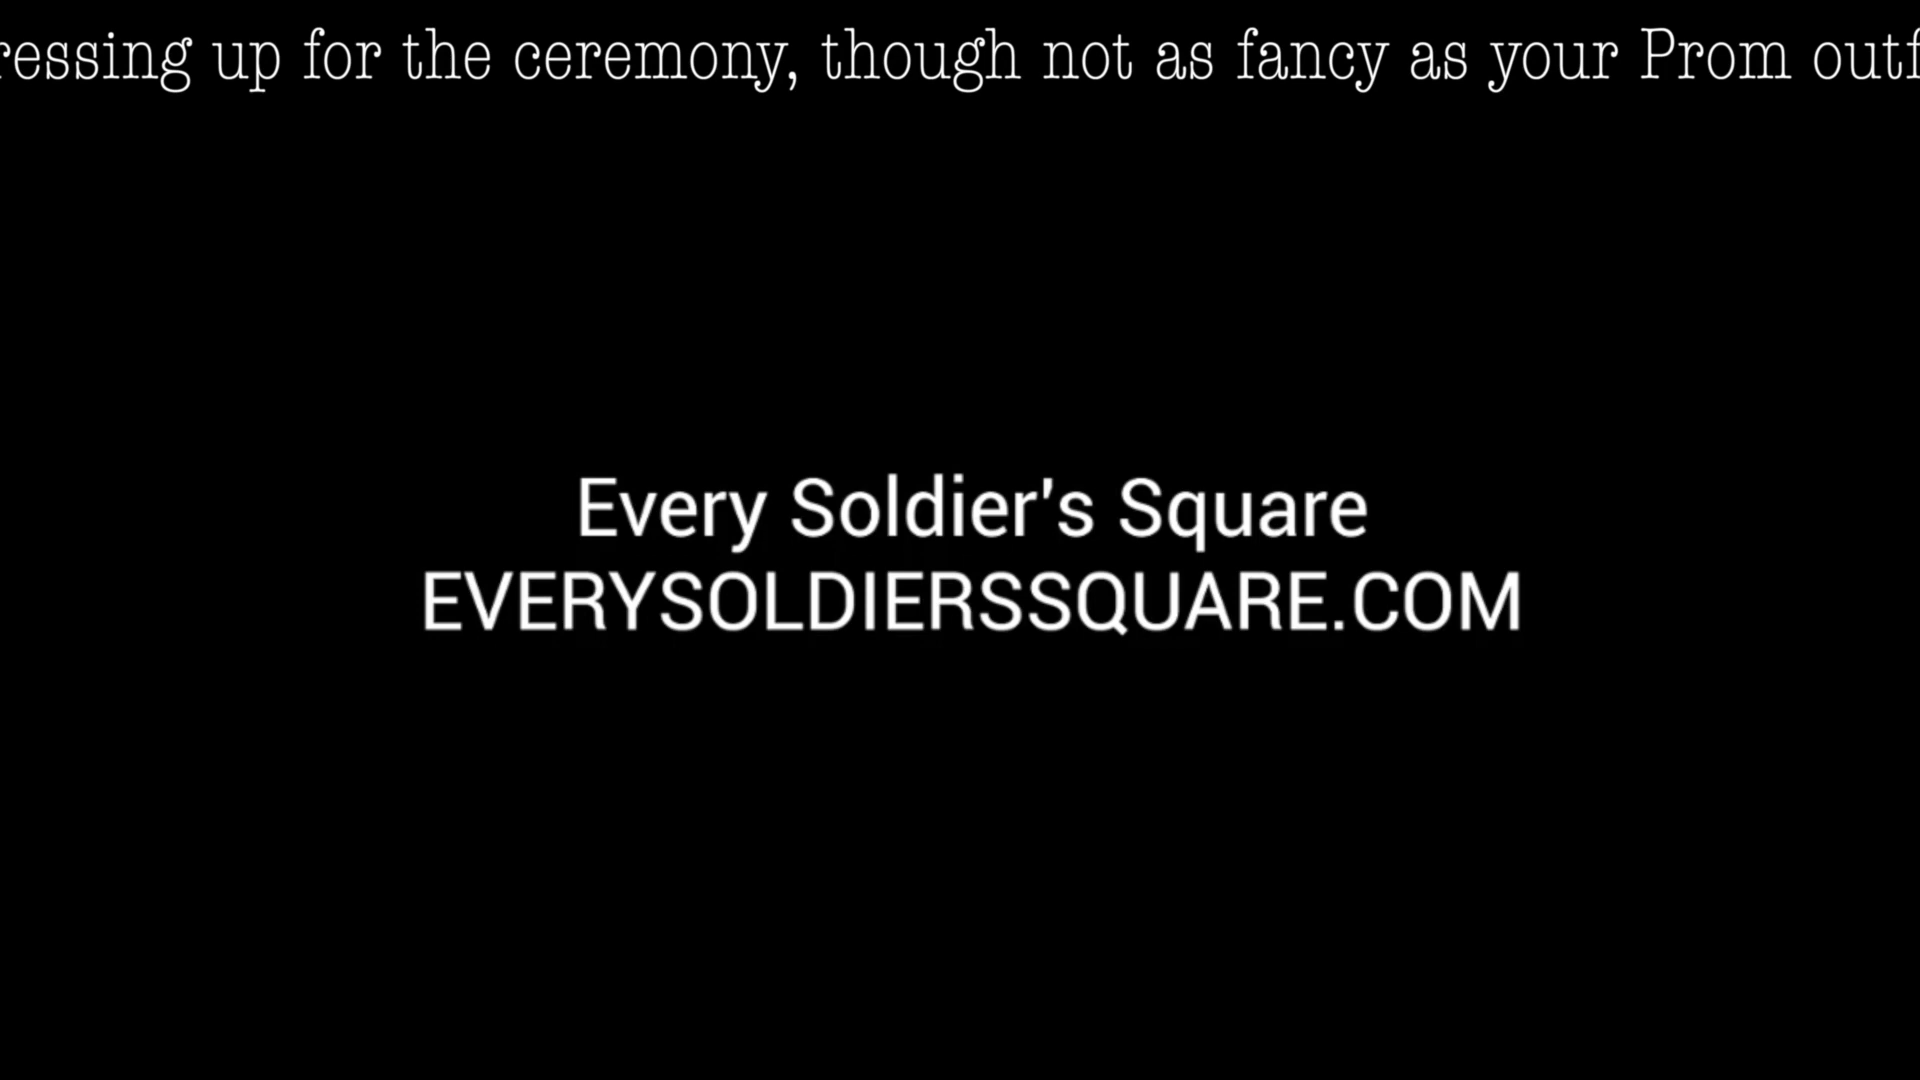 ressing up for the ceremony, though not as fancy as your Prom outf
Every Soldier's Square
EVERYSOLDIERSSQUARE.COM